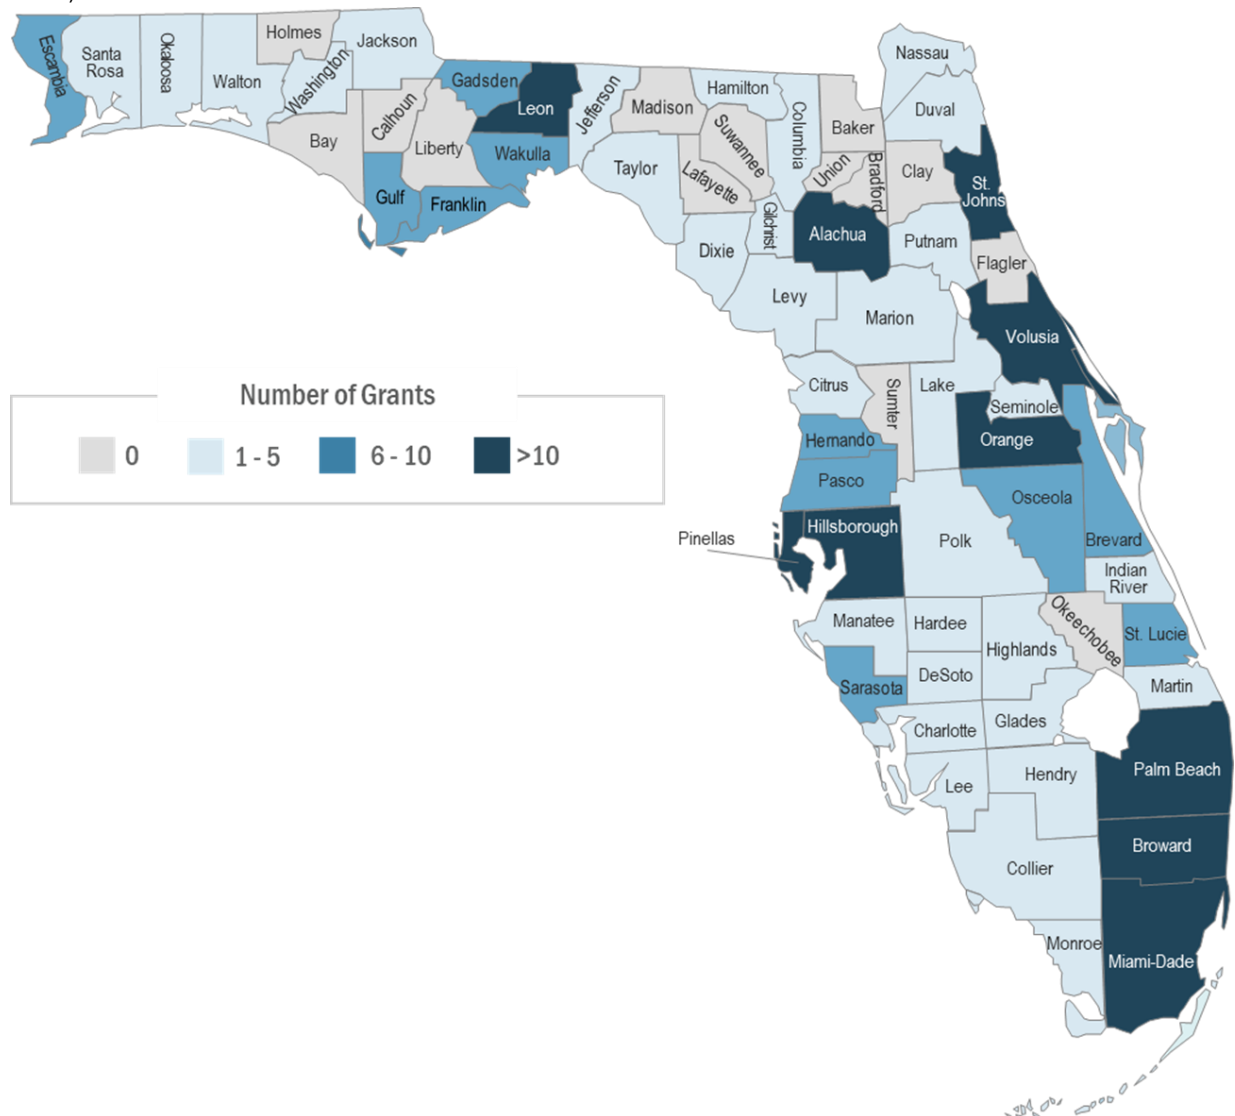 Escambia
Santa
Rosa
Okaloosa
Walton
Holmes
Washington
Jackson
Bay
Calhoun
Liberty
Gulf
Gadsden
Leon
Wakulla
Franklin
Jefferson
Madison
Taylor
Hamilton
Suwannee
Lafayette
Columbia
Dixie
Gilchrist
Baker
Union
Bradford
Nassau
Duval
Clay
St.
Johns
Alachua
Putnam
Flagler
Levy
Marion
Volusia
Number of Grants
0
1 - 5
6 - 10
>10
Citrus
Sumter
Lake
Seminole
Orange
Hernando
Pasco
Osceola
Brevard
Pinellas
Hillsborough
Polk
Indian
River
Manatee
Hardee
Highlands
Okeechobee
St. Lucie
Sarasota
DeSoto
Martin
Charlotte
Glades
Lee
Hendry
Palm Beach
Broward
Collier
Monroe
Miami-Dade